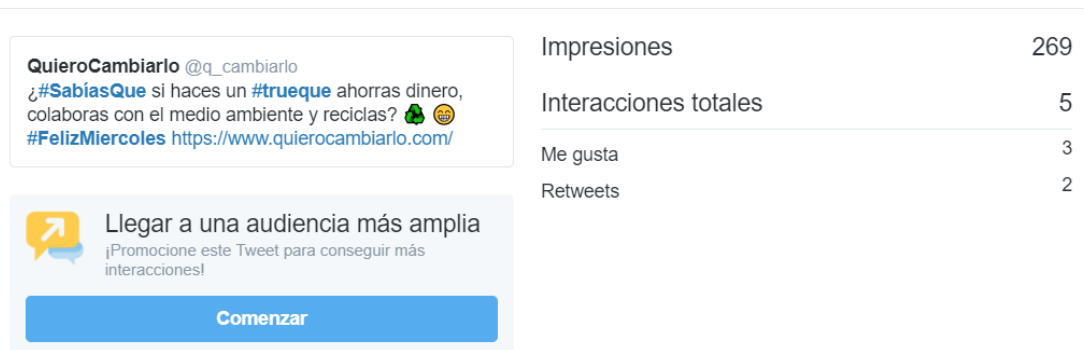 QuieroCambiarlo @q_cambiarlo
¿#SabíasQue si haces un #trueque ahorras dinero,
colaboras con el medio ambiente y reciclas? ♻️ 😁
#FelizMiercoles https://www.quierocambiarlo.com/
Llegar a una audiencia más amplia
¡Promocione este Tweet para conseguir más
interacciones!
Comenzar
Impresiones 269
Interacciones totales 5
Me gusta 3
Retweets 2